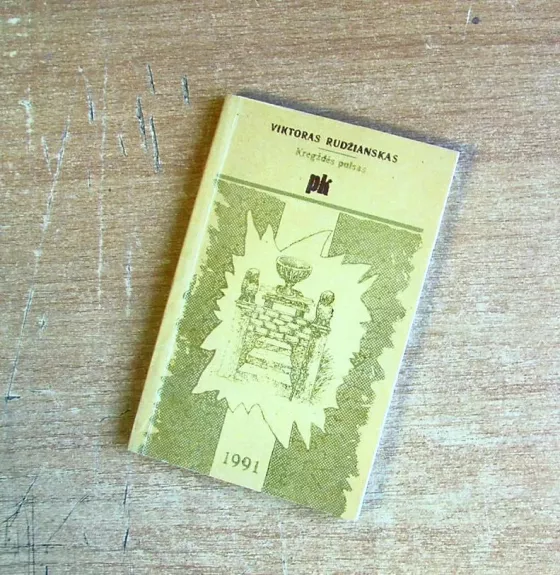 VIKTORAS RUDŽIANSKAS
Kregždės pulsas
pk
1991